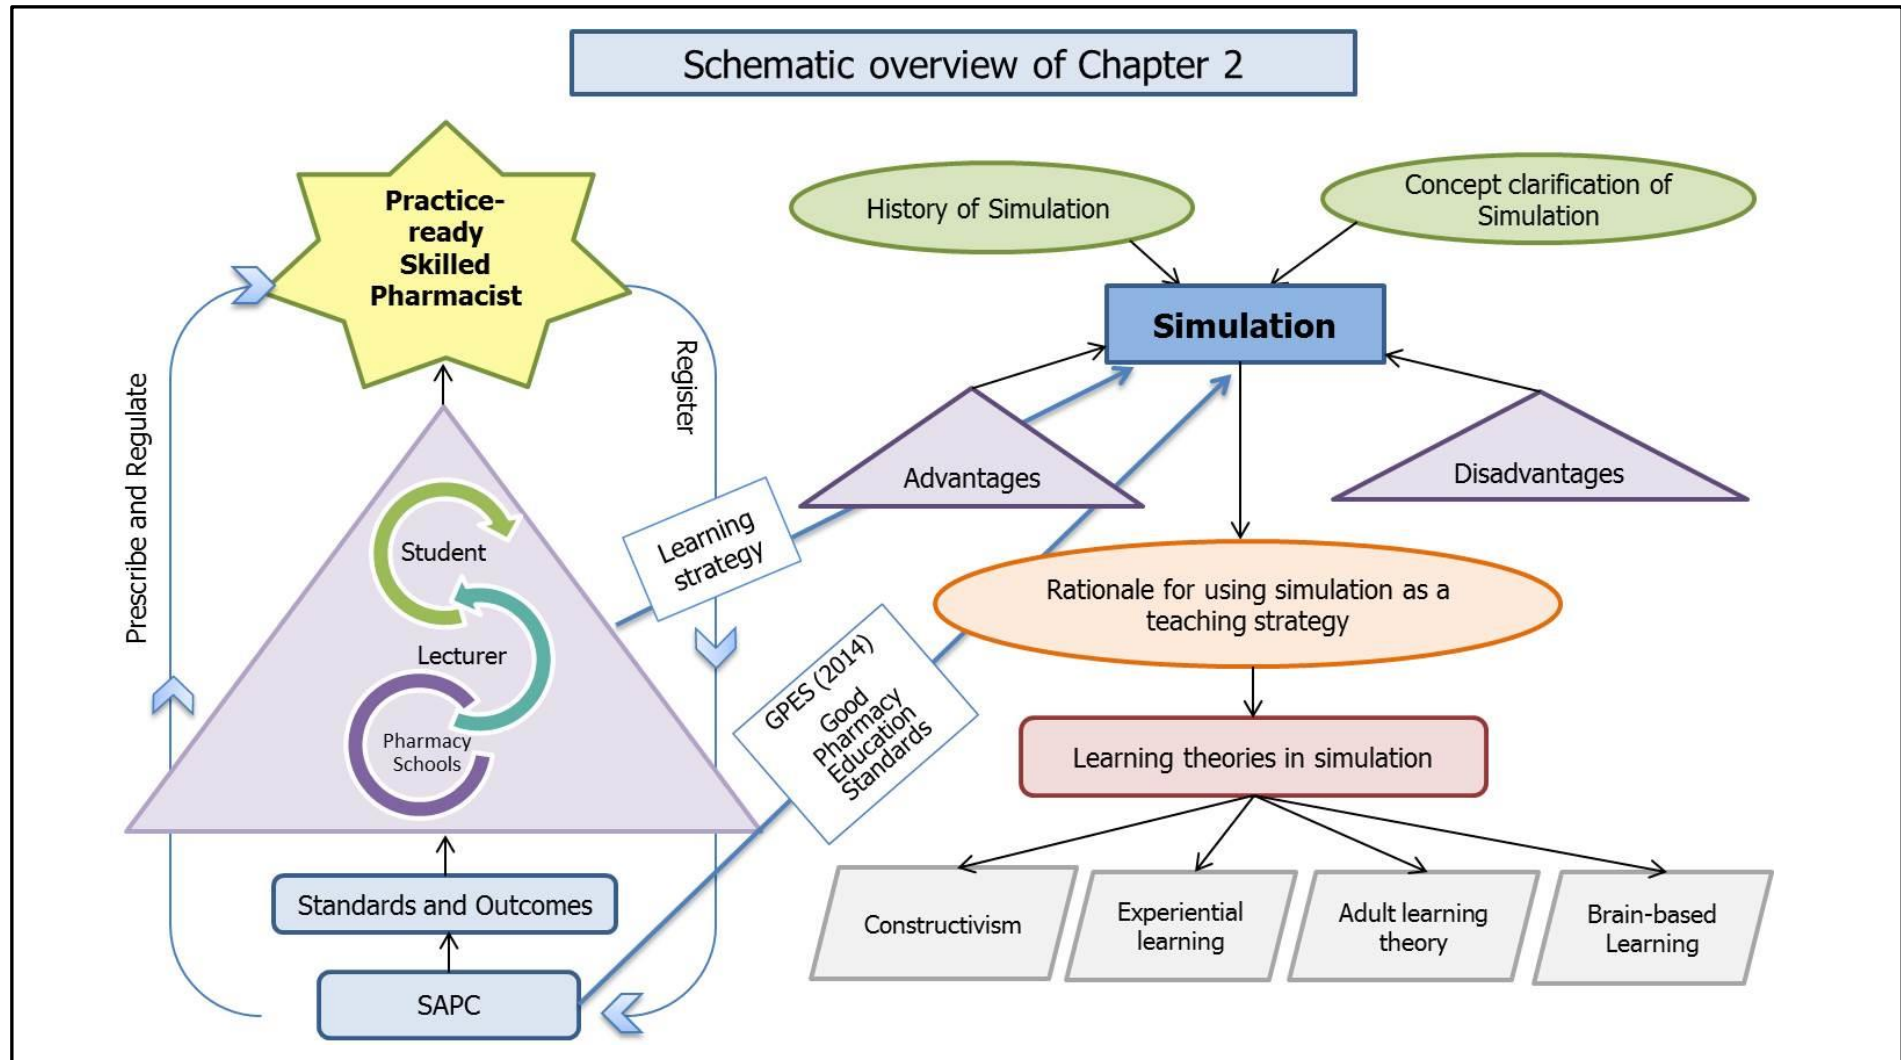 Schematic overview of Chapter 2
Practice-
ready
Skilled
Pharmacist
Prescribe and Regulate
Register
Student
Lecturer
Pharmacy
Schools
Standards and Outcomes
SAPC
Learning
strategy
GPES (2014)
Good
Pharmacy
Education
Standards
History of Simulation
Concept clarification of
Simulation
Simulation
Advantages
Disadvantages
Rationale for using simulation as a
teaching strategy
Learning theories in simulation
Constructivism
Experiential
learning
Adult learning
theory
Brain-based
Learning